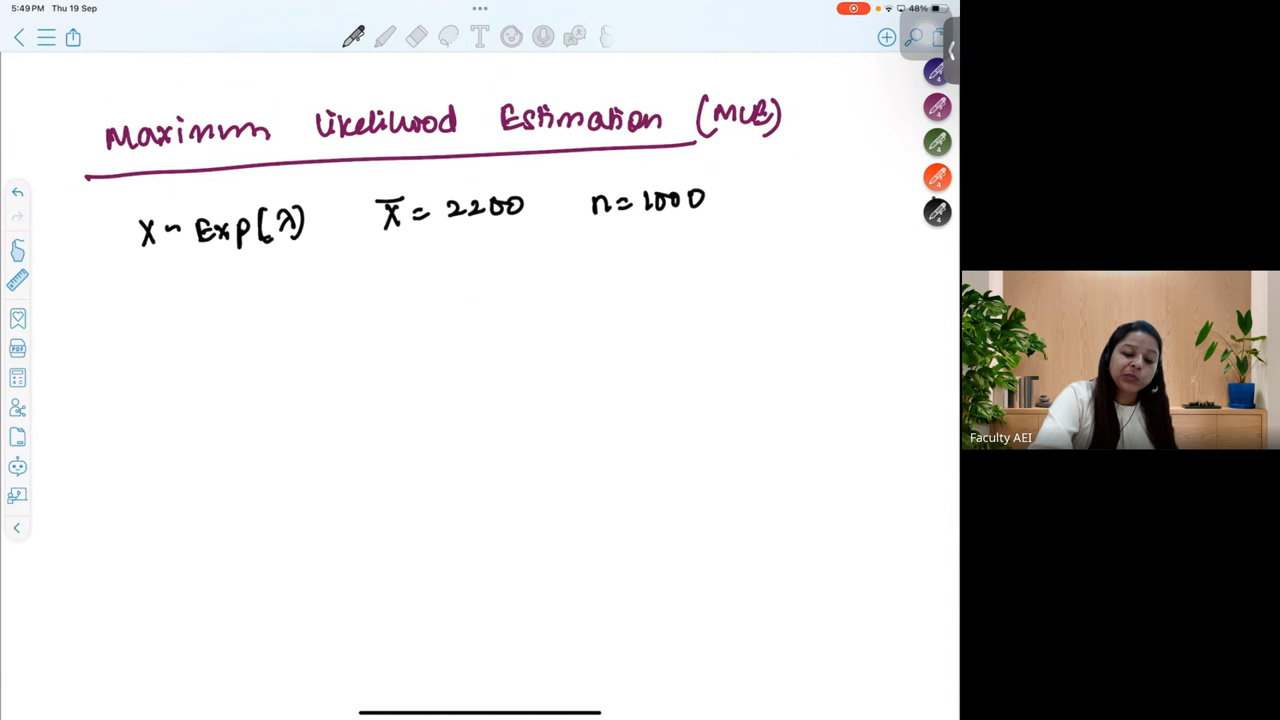 5:49 PM Thu 19 Sep
48%
Maximum Likelihood Estimation (MLE)
X ~ Exp(λ) X̅ = 2200 n = 1000
Faculty AEI